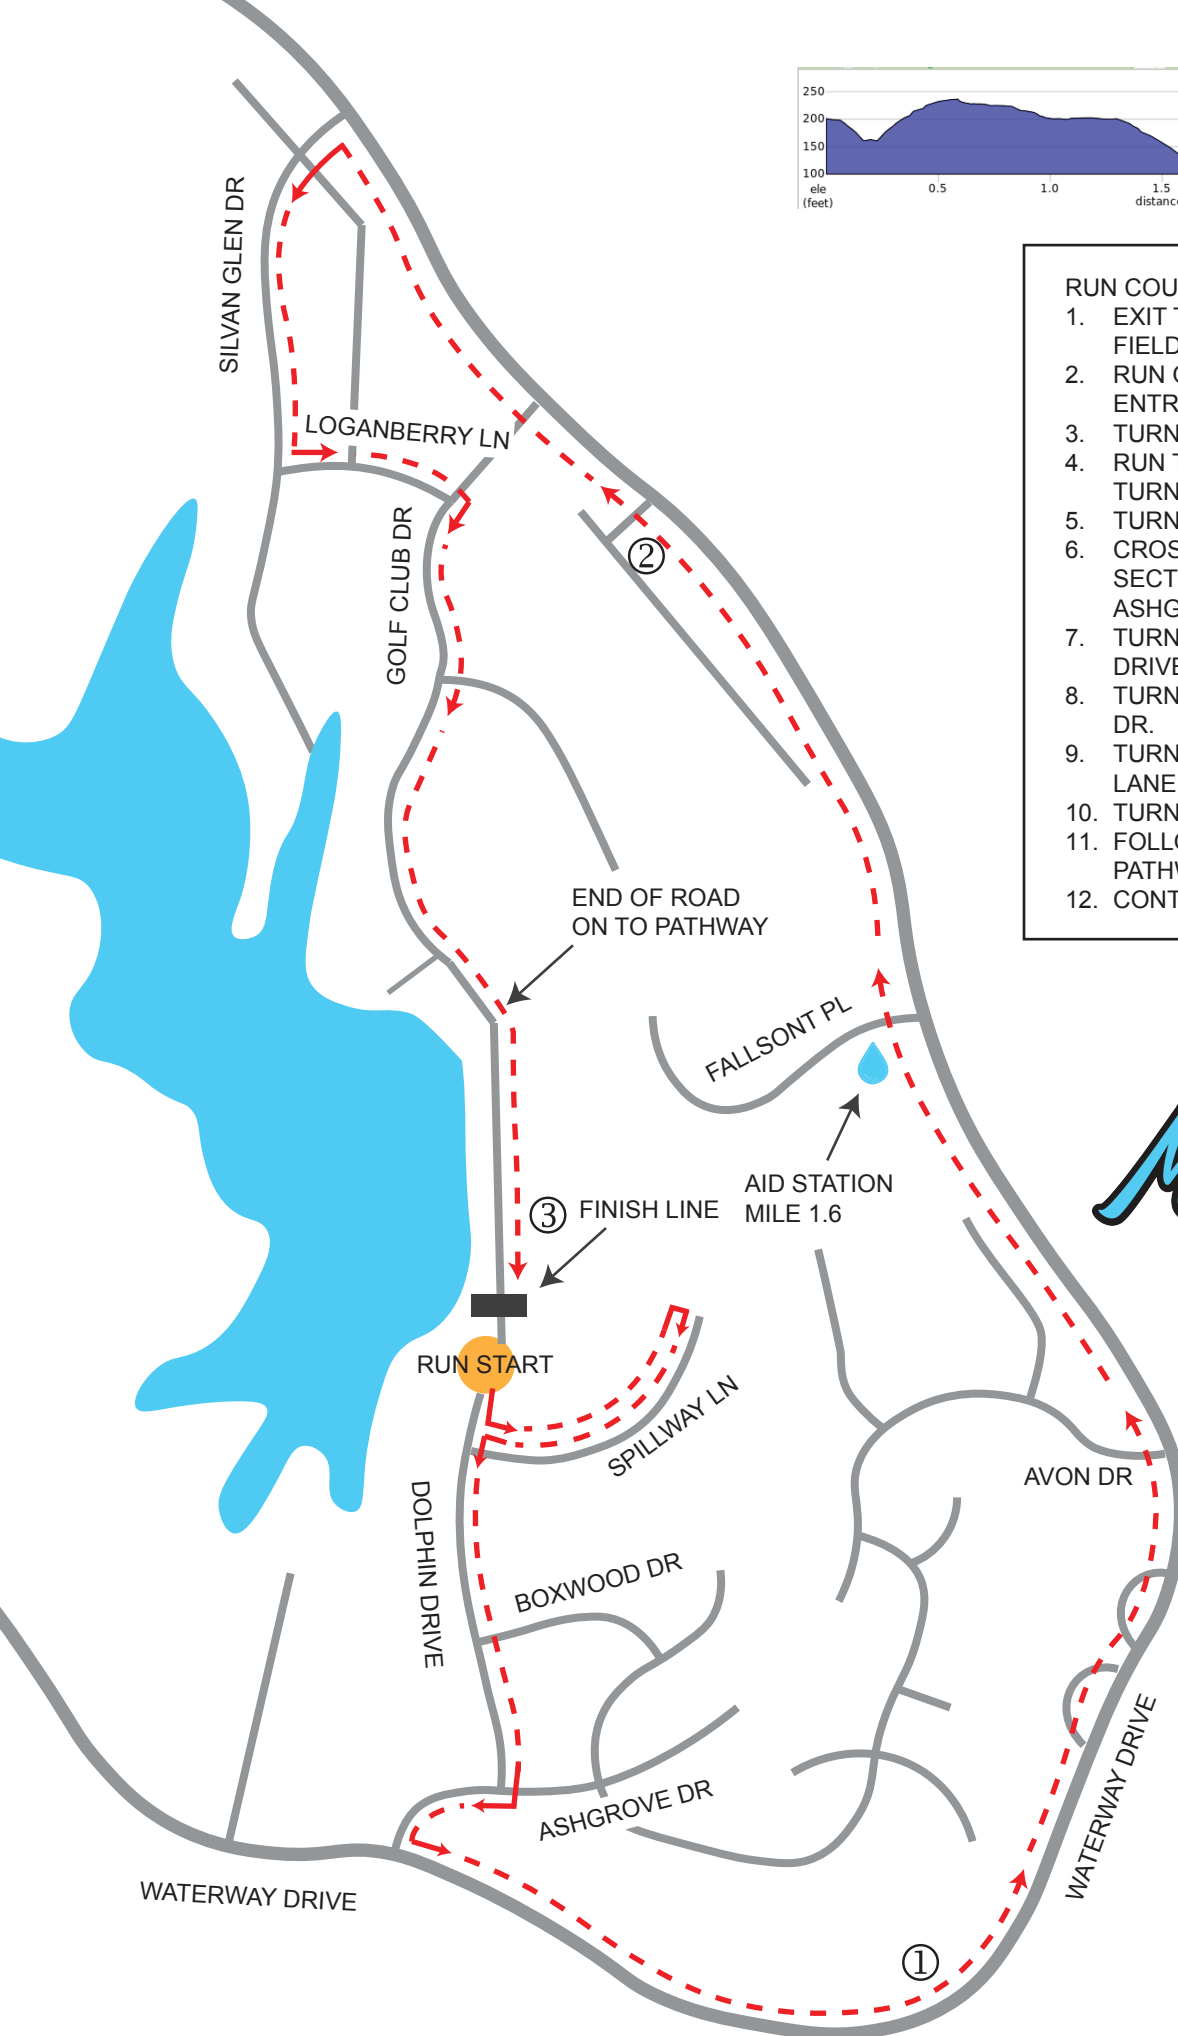 250
200
150
100
ele
(feet)
0.5
1.0
1.5
distance
RUN COU
1. EXIT T
FIELD
2. RUN
ENTR
3. TURN
4. RUN T
TURN
5. TURN
6. CROS
SECT
ASHG
7. TURN
DRIVE
8. TURN
DR.
9. TURN
LANE
10. TURN
11. FOLLO
PATHW
12. CONT
SILVAN GLEN DR
LOGANBERRY LN
GOLF CLUB DR
2
END OF ROAD
ON TO PATHWAY
FALLSONT PL
AID STATION
MILE 1.6
3 FINISH LINE
RUN START
SPILLWAY LN
AVON DR
DOLPHIN DRIVE
BOXWOOD DR
ASHGROVE DR
WATERWAY DRIVE
WATERWAY DRIVE
1